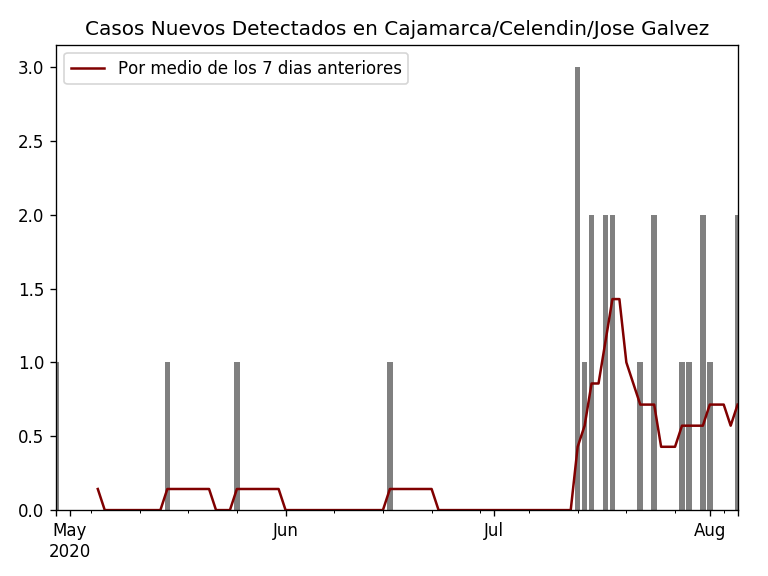 Casos Nuevos Detectados en Cajamarca/Celendin/Jose Galvez
Por medio de los 7 dias anteriores
3.0
2.5
2.0
1.5
1.0
0.5
0.0
May Jun Jul Aug
2020